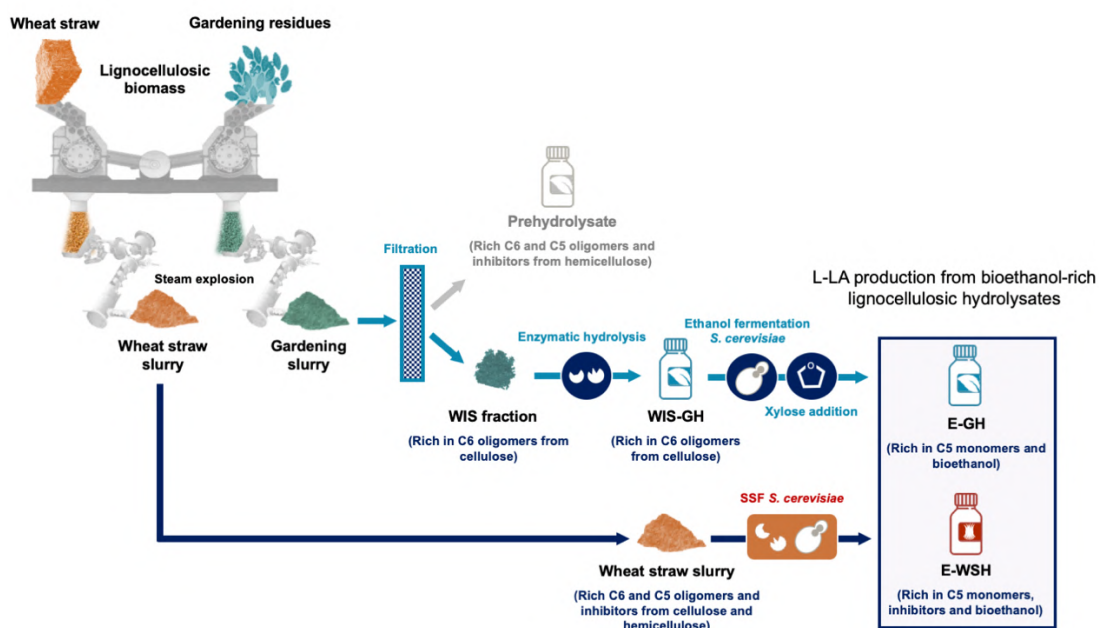 Wheat straw
Gardening residues
Lignocellulosic
biomass
Prehydrolysate
(Rich C6 and C5 oligomers and
inhibitors from hemicellulose)
Filtration
Steam explosion
Wheat straw
slurry
Gardening
slurry
L-LA production from bioethanol-rich
lignocellulosic hydrolysates
Enzymatic hydrolysis
Ethanol fermentation
S. cerevisiae
Xylose addition
WIS fraction
(Rich in C6 oligomers from
cellulose)
WIS-GH
(Rich in C6 oligomers
from cellulose)
E-GH
(Rich in C5 monomers and
bioethanol)
SSF S. cerevisiae
Wheat straw slurry
(Rich C6 and C5 oligomers and
inhibitors from cellulose and
hemicellulose)
E-WSH
(Rich in C5 monomers,
inhibitors and bioethanol)